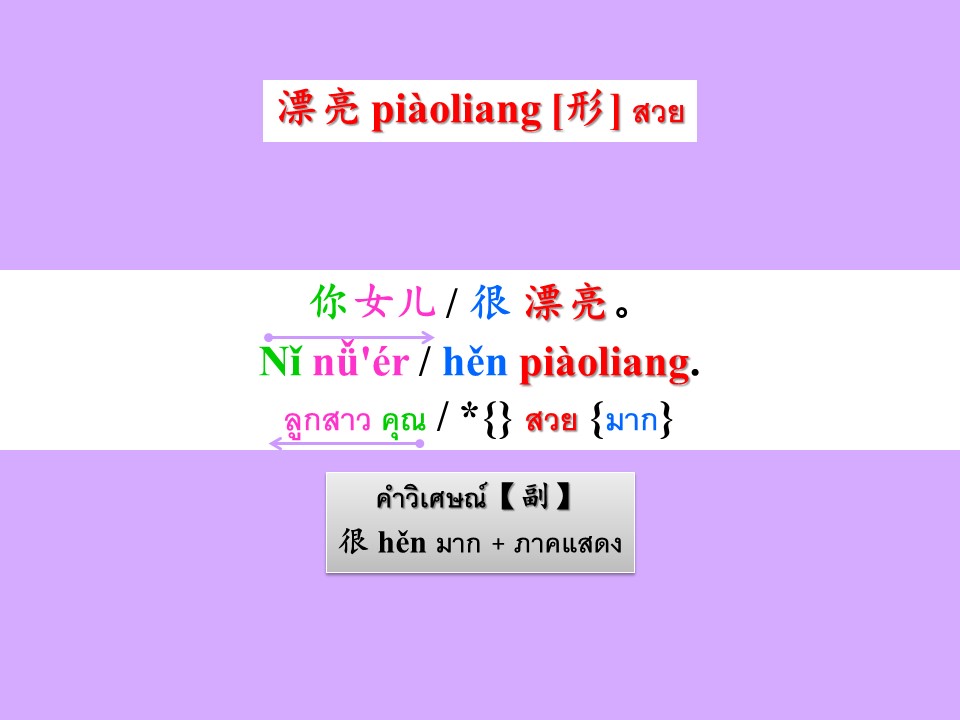 漂亮 piàoliang [形] สวย
你女儿 / 很 漂亮。
Nǐ nǚ'ér / hěn piàoliang.
ลูกสาว คุณ / *{} สวย {มาก}
คำวิเศษณ์【副】
很 hěn มาก + ภาคแสดง